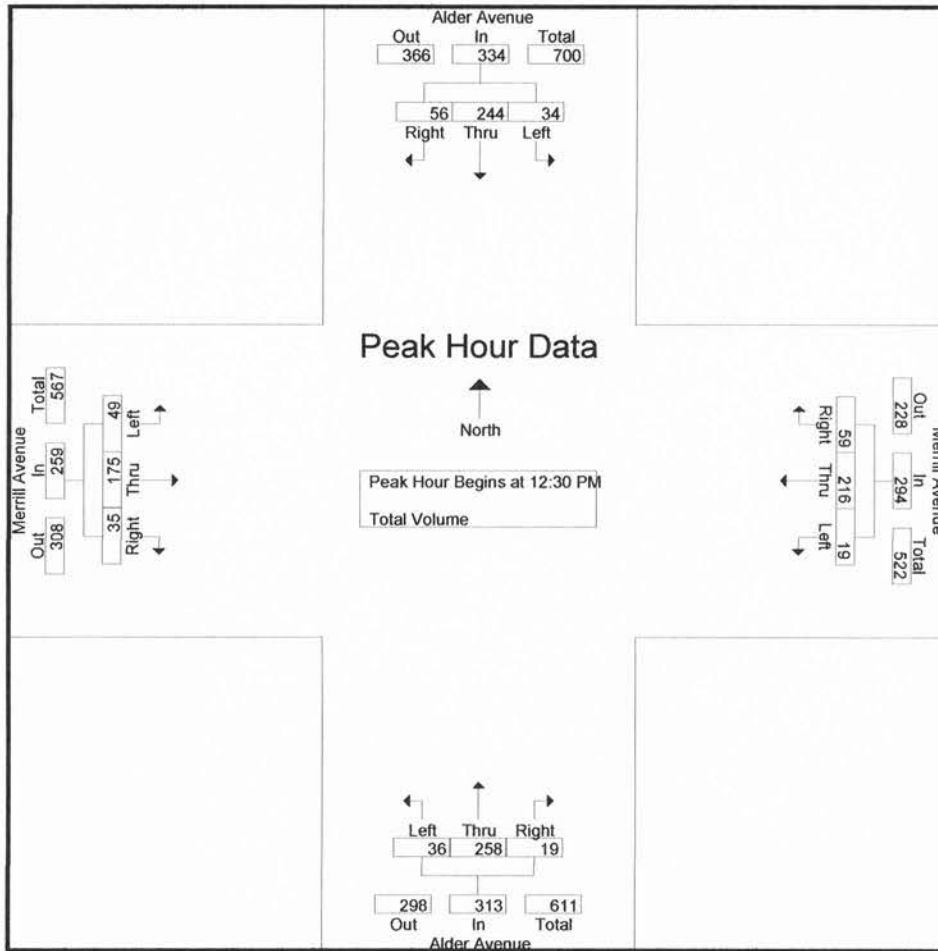 Alder Avenue
Out In Total
366 334 700
56 244 34
Right Thru Left
Peak Hour Data
North
Peak Hour Begins at 12:30 PM
Total Volume
Merrill Avenue
Out In Total
308 259 567
35 175 49
Right Thru Left
Merrill Avenue
Out In Total
228 294 522
59 216 19
Right Thru Left
Left Thru Right
36 258 19
298 313 611
Out In Total
Alder Avenue